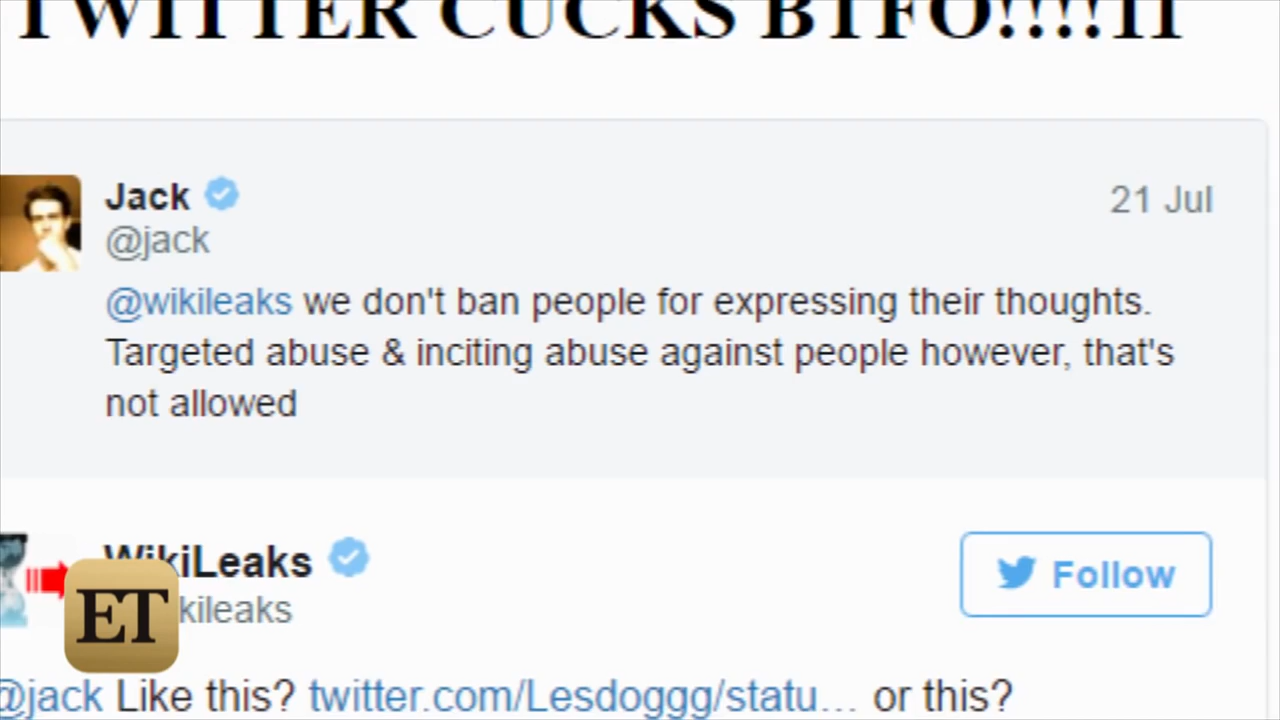 TWITTER CUCKS BTFO!!!!11
Jack
21 Jul
@jack
@wikileaks we don't ban people for expressing their thoughts.
Targeted abuse & inciting abuse against people however, that's
not allowed
WikiLeaks
Follow
kileaks
ET
@jack Like this? twitter.com/Lesdoggg/statu... or this?